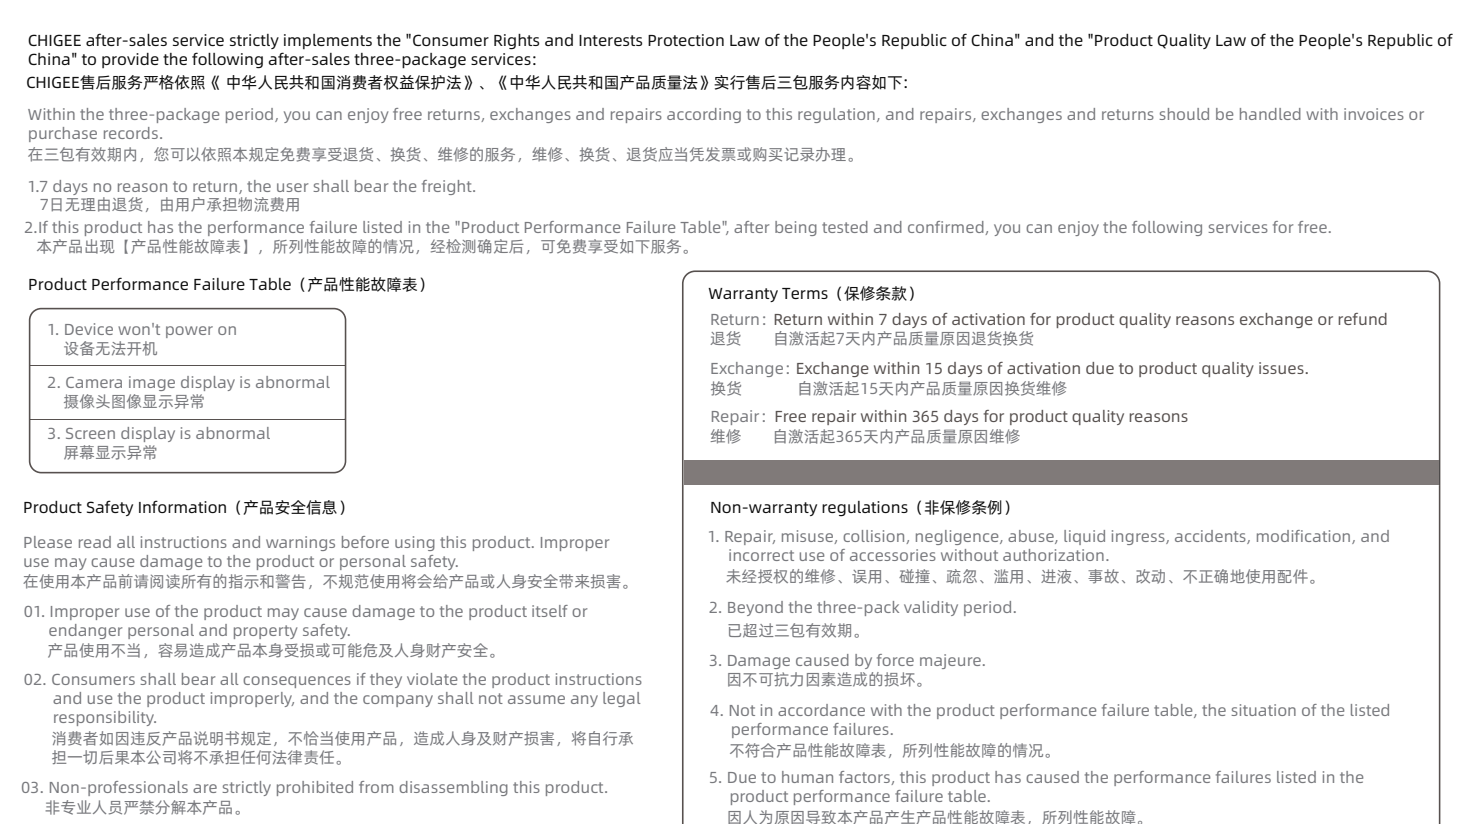 CHIGEE after-sales service strictly implements the "Consumer Rights and Interests Protection Law of the People's Republic of China" and the "Product Quality Law of the People's Republic of
China" to provide the following after-sales three-package services:
CHIGEE售后服务严格依照《 中华人民共和国消费者权益保护法》、《中华人民共和国产品质量法》实行售后三包服务内容如下：
Within the three-package period, you can enjoy free returns, exchanges and repairs according to this regulation, and repairs, exchanges and returns should be handled with invoices or
purchase records.
在三包有效期内，您可以依照本规定免费享受退货、换货、维修的服务，维修、换货、退货应当凭发票或购买记录办理。
1.7 days no reason to return, the user shall bear the freight.
7日无理由退货，由用户承担物流费用
2.If this product has the performance failure listed in the "Product Performance Failure Table", after being tested and confirmed, you can enjoy the following services for free.
本产品出现【产品性能故障表】，所列性能故障的情况，经检测确定后，可免费享受如下服务。
Product Performance Failure Table（产品性能故障表）
1. Device won't power on
设备无法开机
2. Camera image display is abnormal
摄像头图像显示异常
3. Screen display is abnormal
屏幕显示异常
Product Safety Information（产品安全信息）
Please read all instructions and warnings before using this product. Improper
use may cause damage to the product or personal safety.
在使用本产品前请阅读所有的指示和警告，不规范使用将会给产品或人身安全带来损害。
01. Improper use of the product may cause damage to the product itself or
endanger personal and property safety.
产品使用不当，容易造成产品本身受损或可能危及人身财产安全。
02. Consumers shall bear all consequences if they violate the product instructions
and use the product improperly, and the company shall not assume any legal
responsibility.
消费者如因违反产品说明书规定，不恰当使用产品，造成人身及财产损害，将自行承
担一切后果本公司将不承担任何法律责任。
03. Non-professionals are strictly prohibited from disassembling this product.
非专业人员严禁分解本产品。
Warranty Terms（保修条款）
Return： Return within 7 days of activation for product quality reasons exchange or refund
退货 自激活起7天内产品质量原因退货换货
Exchange： Exchange within 15 days of activation due to product quality issues.
换货 自激活起15天内产品质量原因换货维修
Repair： Free repair within 365 days for product quality reasons
维修 自激活起365天内产品质量原因维修
Non-warranty regulations（非保修条例）
1. Repair, misuse, collision, negligence, abuse, liquid ingress, accidents, modification, and
incorrect use of accessories without authorization.
未经授权的维修、误用、碰撞、疏忽、滥用、进液、事故、改动、不正确地使用配件。
2. Beyond the three-pack validity period.
已超过三包有效期。
3. Damage caused by force majeure.
因不可抗力因素造成的损坏。
4. Not in accordance with the product performance failure table, the situation of the listed
performance failures.
不符合产品性能故障表，所列性能故障的情况。
5. Due to human factors, this product has caused the performance failures listed in the
product performance failure table.
因人为原因导致本产品产生产品性能故障表，所列性能故障。